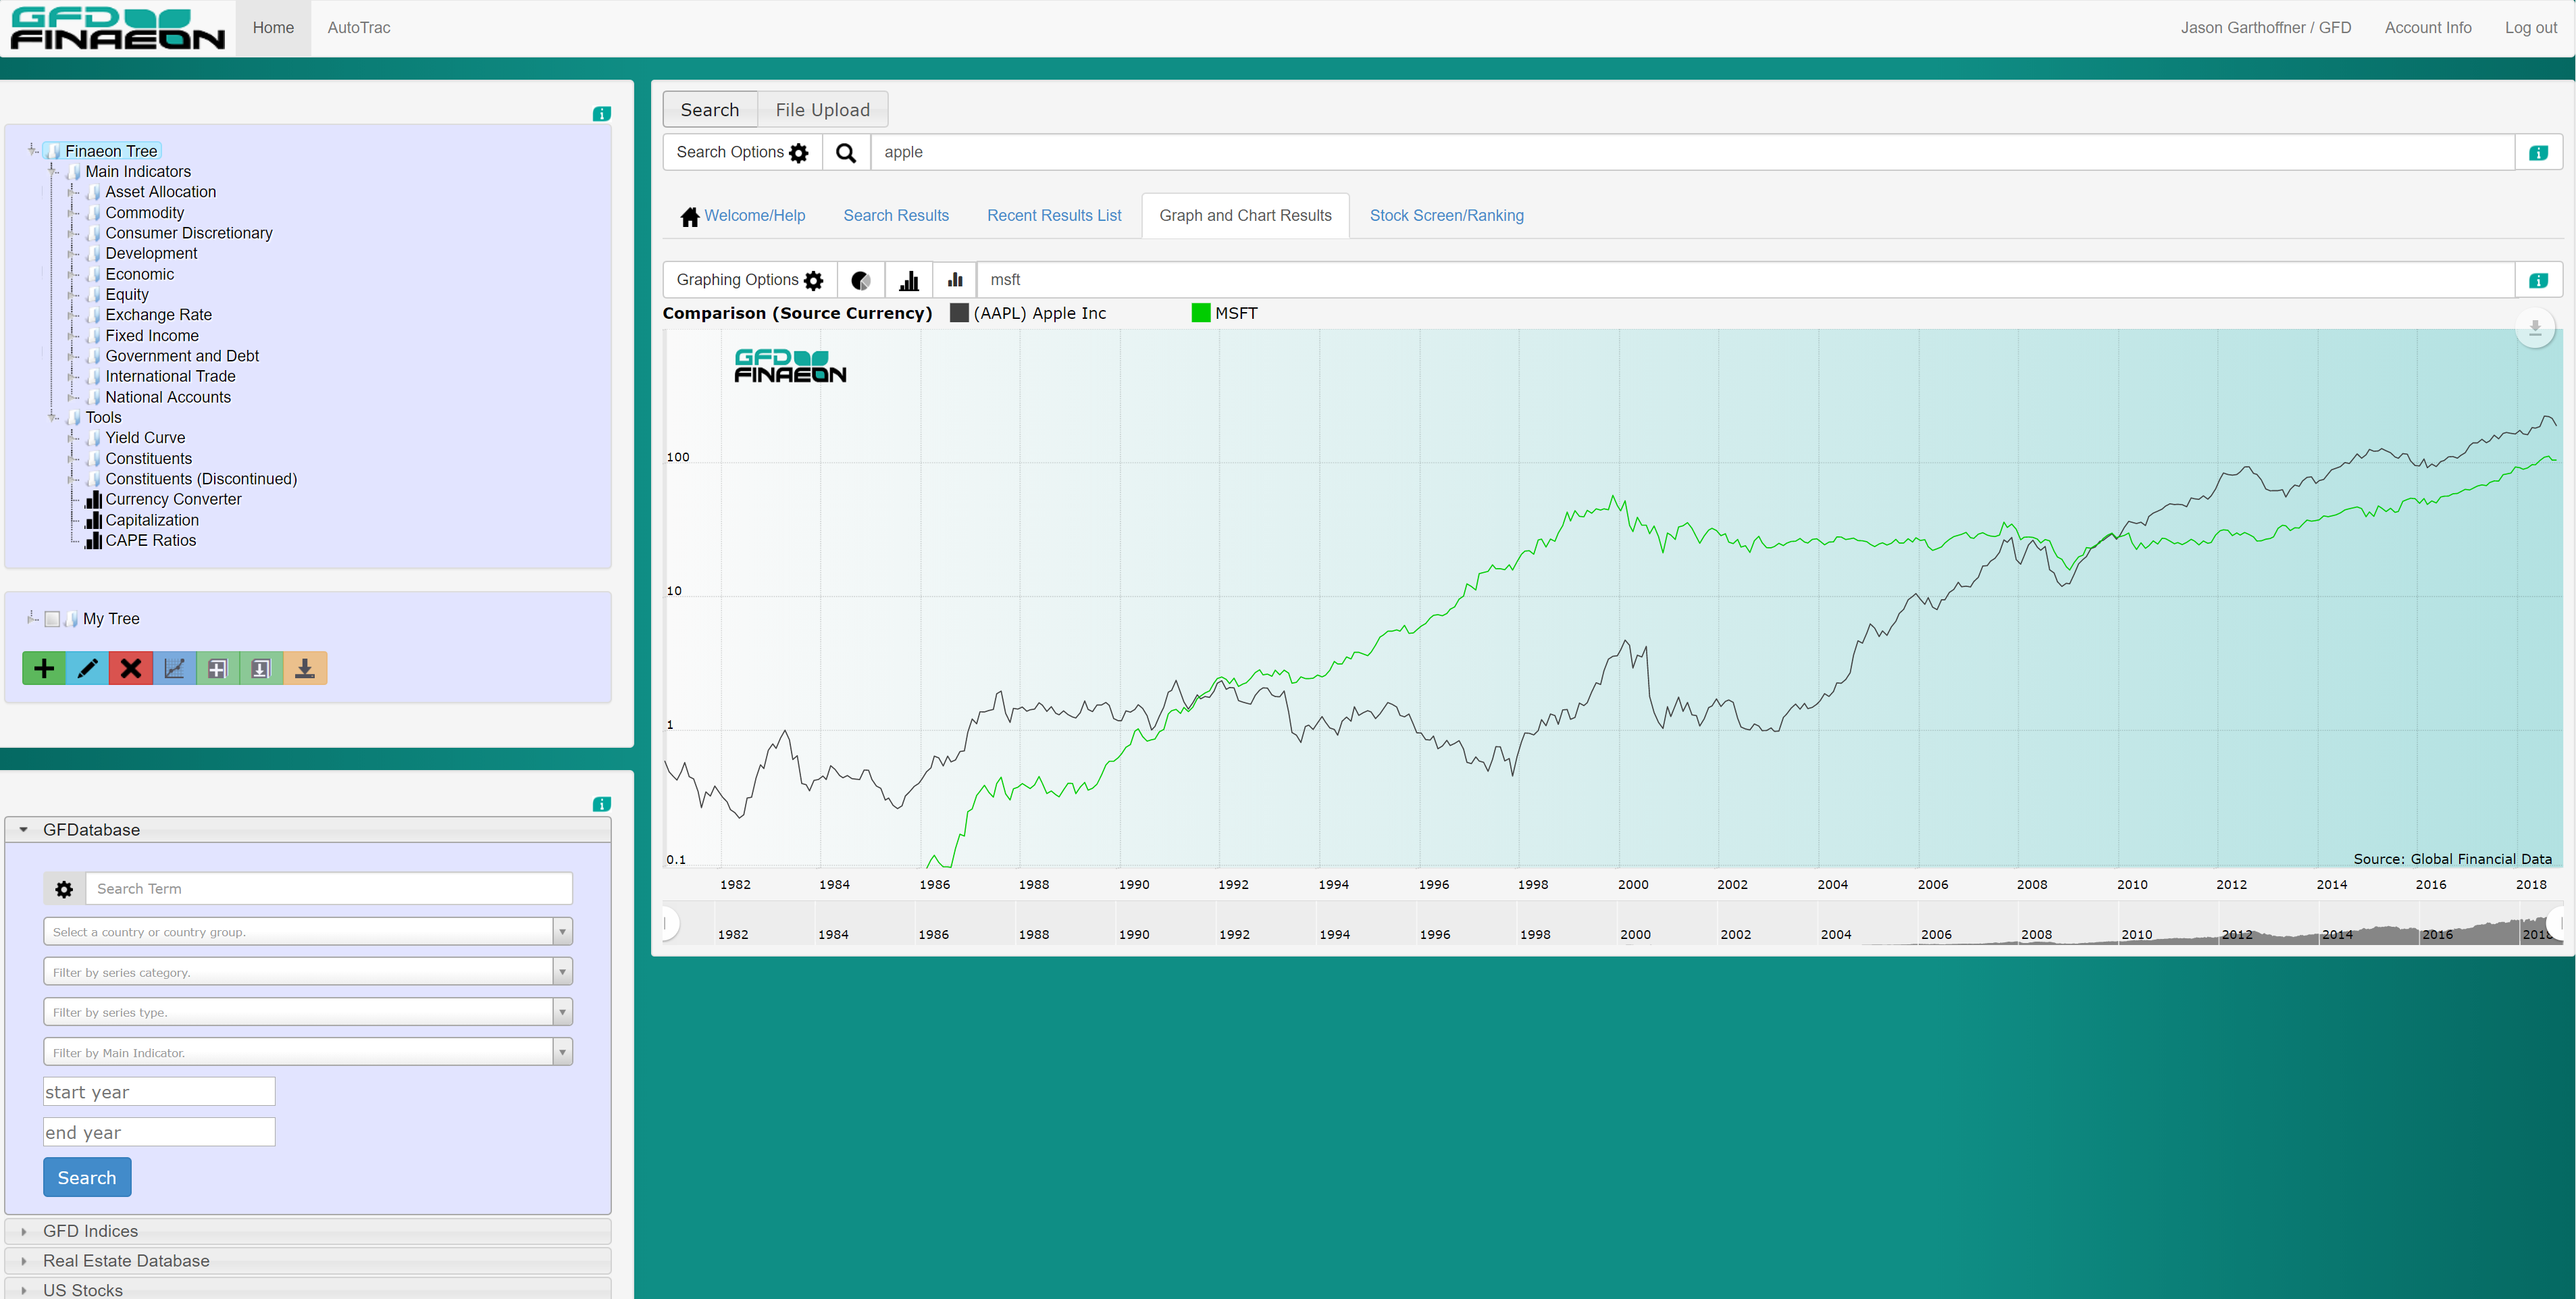 GFD
FINAEON
Home
AutoTrac
Jason Garthoffner / GFD
Account Info
Log out
Finaeon Tree
Main Indicators
Asset Allocation
Commodity
Consumer Discretionary
Development
Economic
Equity
Exchange Rate
Fixed Income
Government and Debt
International Trade
National Accounts
Tools
Yield Curve
Constituents
Constituents (Discontinued)
Currency Converter
Capitalization
CAPE Ratios
My Tree
GFDatabase
Search Term
Select a country or country group.
Filter by series category.
Filter by series type.
Filter by Main Indicator.
start year
end year
Search
GFD Indices
Real Estate Database
US Stocks
Search
File Upload
Search Options
apple
Welcome/Help
Search Results
Recent Results List
Graph and Chart Results
Stock Screen/Ranking
Graphing Options
msft
Comparison (Source Currency) (AAPL) Apple Inc MSFT
GFD
FINAEON
100
10
1
0.1
Source: Global Financial Data
1982 1984 1986 1988 1990 1992 1994 1996 1998 2000 2002 2004 2006 2008 2010 2012 2014 2016 2018
1982 1984 1986 1988 1990 1992 1994 1996 1998 2000 2002 2004 2006 2008 2010 2012 2014 2016 2018